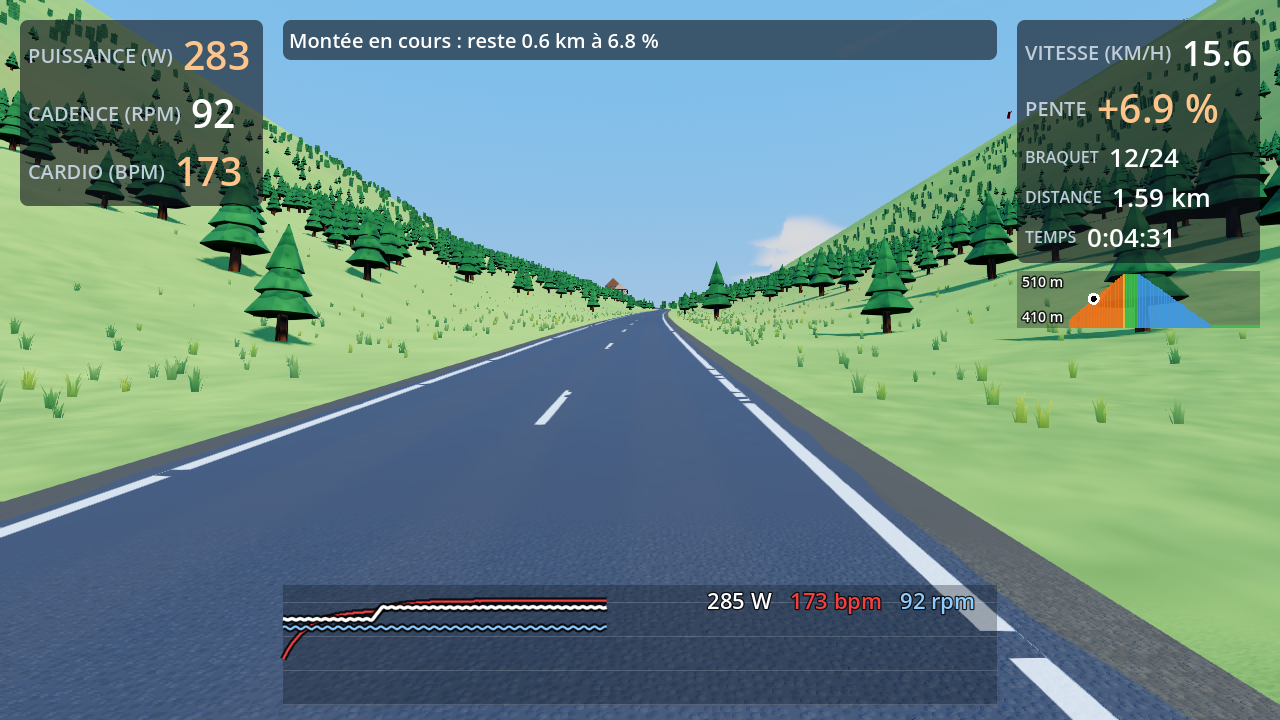 PUISSANCE (W) 283
CADENCE (RPM) 92
CARDIO (BPM) 173
Montée en cours : reste 0.6 km à 6.8 %
VITESSE (KM/H) 15.6
PENTE +6.9 %
BRAQUET 12/24
DISTANCE 1.59 km
TEMPS 0:04:31
510 m
410 m
285 W 173 bpm 92 rpm